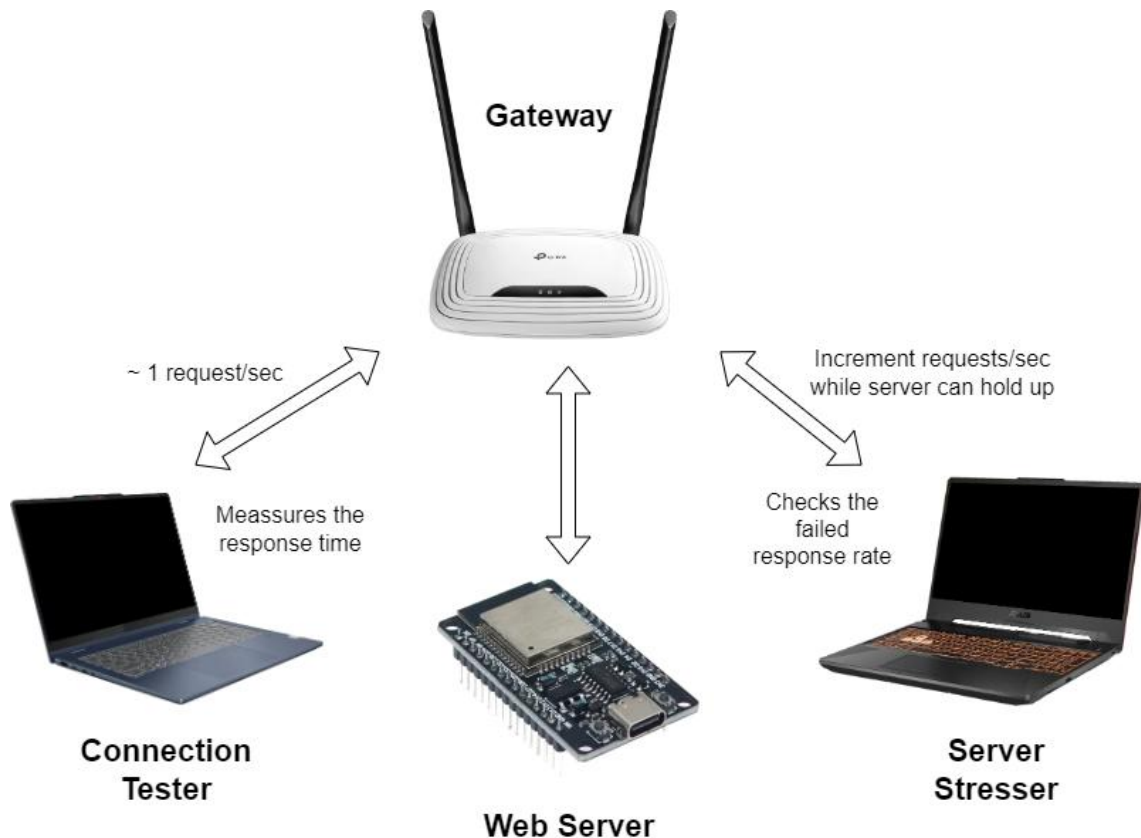 Gateway
~ 1 request/sec
Increment requests/sec
while server can hold up
Meassures the
response time
Checks the
failed
response rate
Connection
Tester
Web Server
Server
Stresser